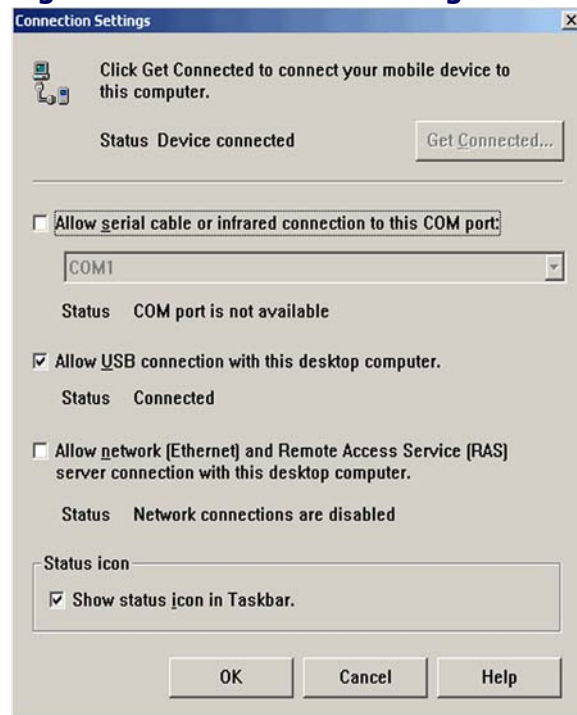 Connection Settings
Click Get Connected to connect your mobile device to
this computer.
Status Device connected
Get Connected...
Allow serial cable or infrared connection to this COM port:
COM1
Status COM port is not available
Allow USB connection with this desktop computer.
Status Connected
Allow network (Ethernet) and Remote Access Service (RAS)
server connection with this desktop computer.
Status Network connections are disabled
Status icon
Show status icon in Taskbar.
OK Cancel Help